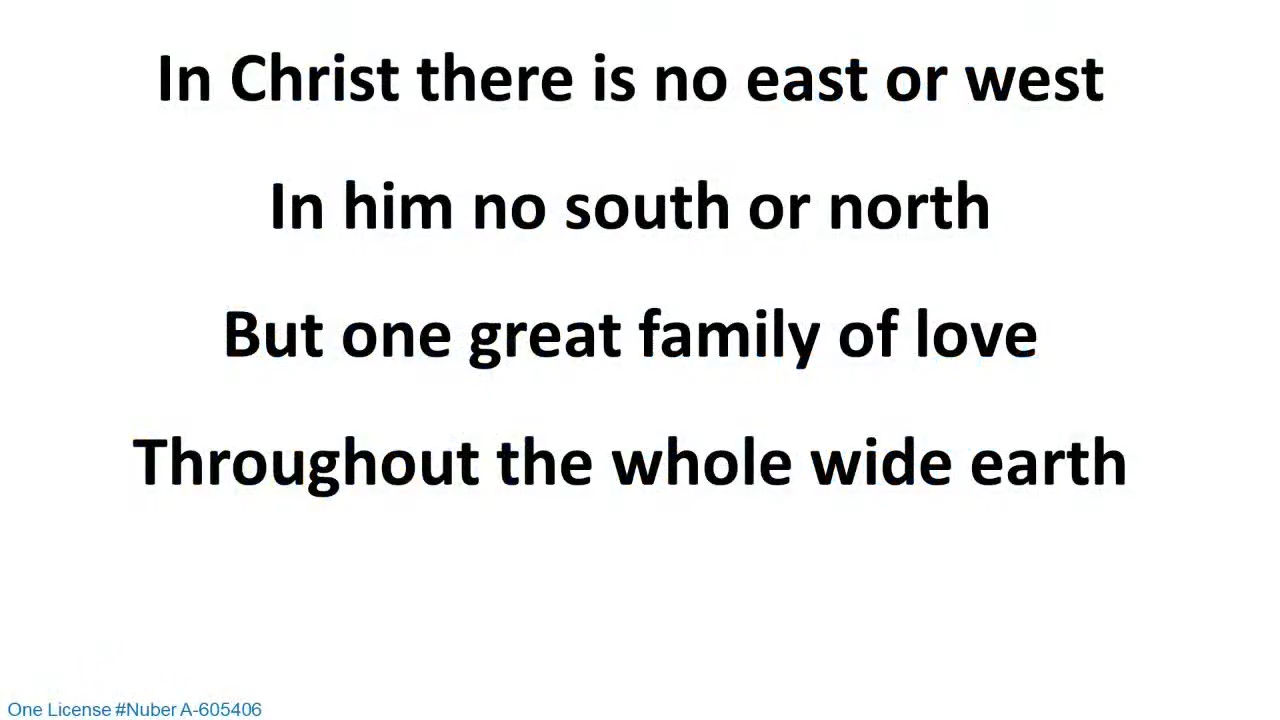 In Christ there is no east or west
In him no south or north
But one great family of love
Throughout the whole wide earth
One License #Nuber A-605406